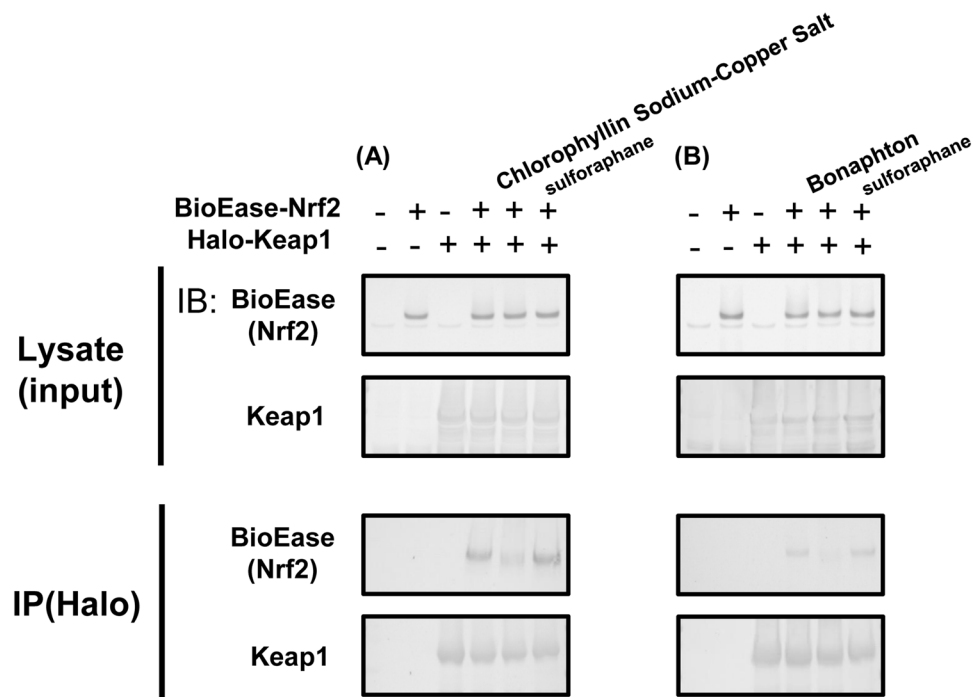 (A)
Chlorophyllin Sodium-Copper Salt
sulforaphane
(B)
Bonaphton
sulforaphane
BioEase-Nrf2 - + - + + + - + - + + +
Halo-Keap1 - - + + + + - - + + + +
Lysate
(input)
IB: BioEase
(Nrf2)
Keap1
IP(Halo)
BioEase
(Nrf2)
Keap1